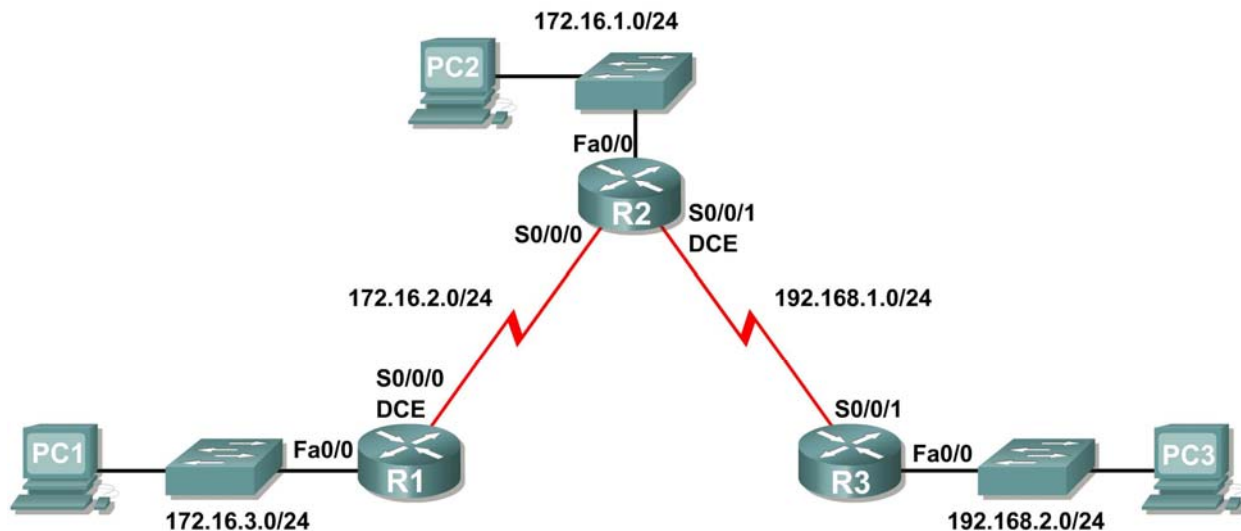 172.16.1.0/24
PC2
Fa0/0
R2
S0/0/1
DCE
S0/0/0
172.16.2.0/24
192.168.1.0/24
S0/0/0
DCE
S0/0/1
PC1
Fa0/0
R1
R3
Fa0/0
PC3
172.16.3.0/24
192.168.2.0/24